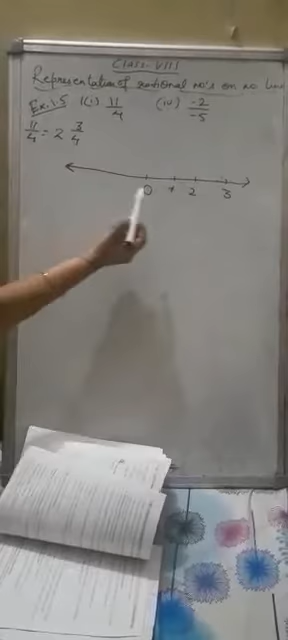 CLASS-VIII
Representation of rational no's on no line
Ex. 1.5 1(i) 11/4 (iv) -2/-5
11/4 = 2 3/4
0 1 2 3